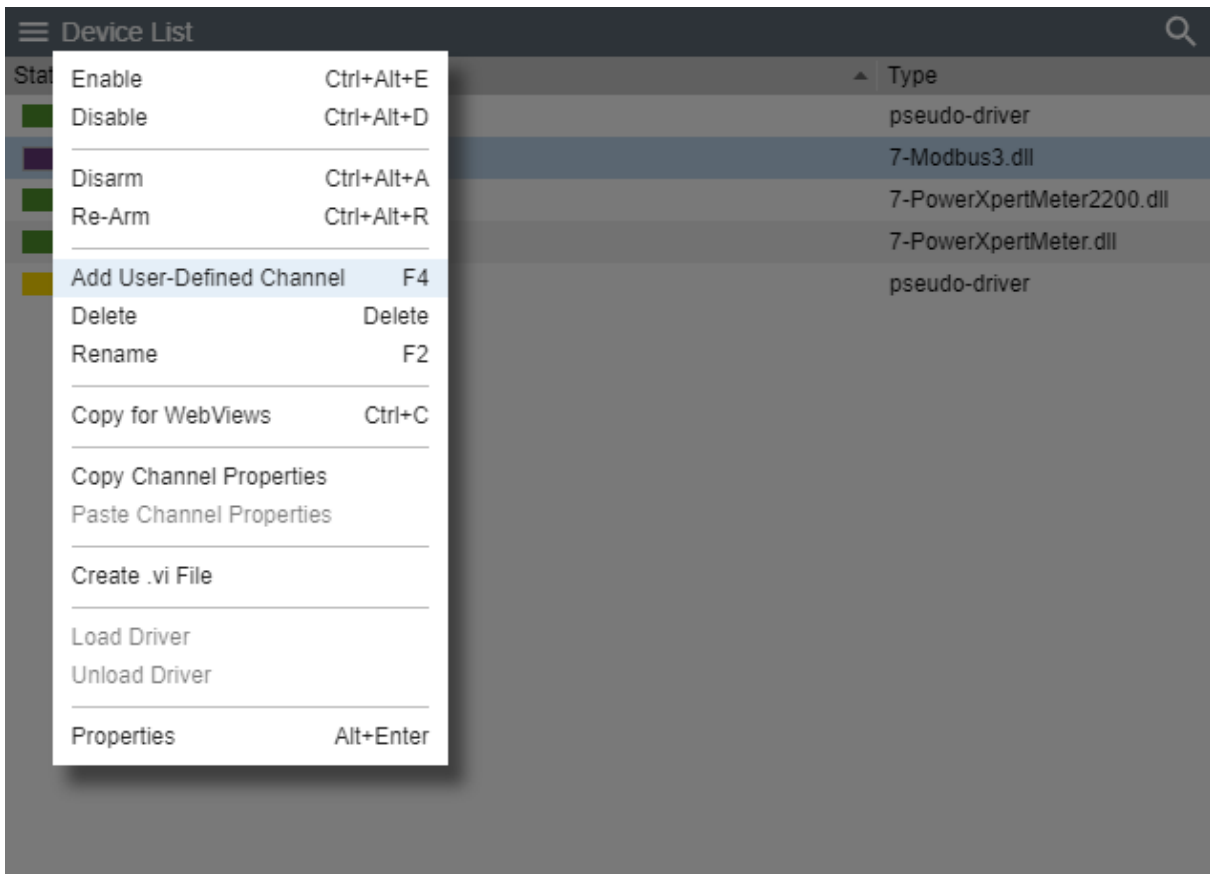 Device List
Stat Type
Enable Ctrl+Alt+E
Disable Ctrl+Alt+D
Disarm Ctrl+Alt+A
Re-Arm Ctrl+Alt+R
Add User-Defined Channel F4
Delete Delete
Rename F2
Copy for WebViews Ctrl+C
Copy Channel Properties
Paste Channel Properties
Create .vi File
Load Driver
Unload Driver
Properties Alt+Enter
pseudo-driver
7-Modbus3.dll
7-PowerXpertMeter2200.dll
7-PowerXpertMeter.dll
pseudo-driver